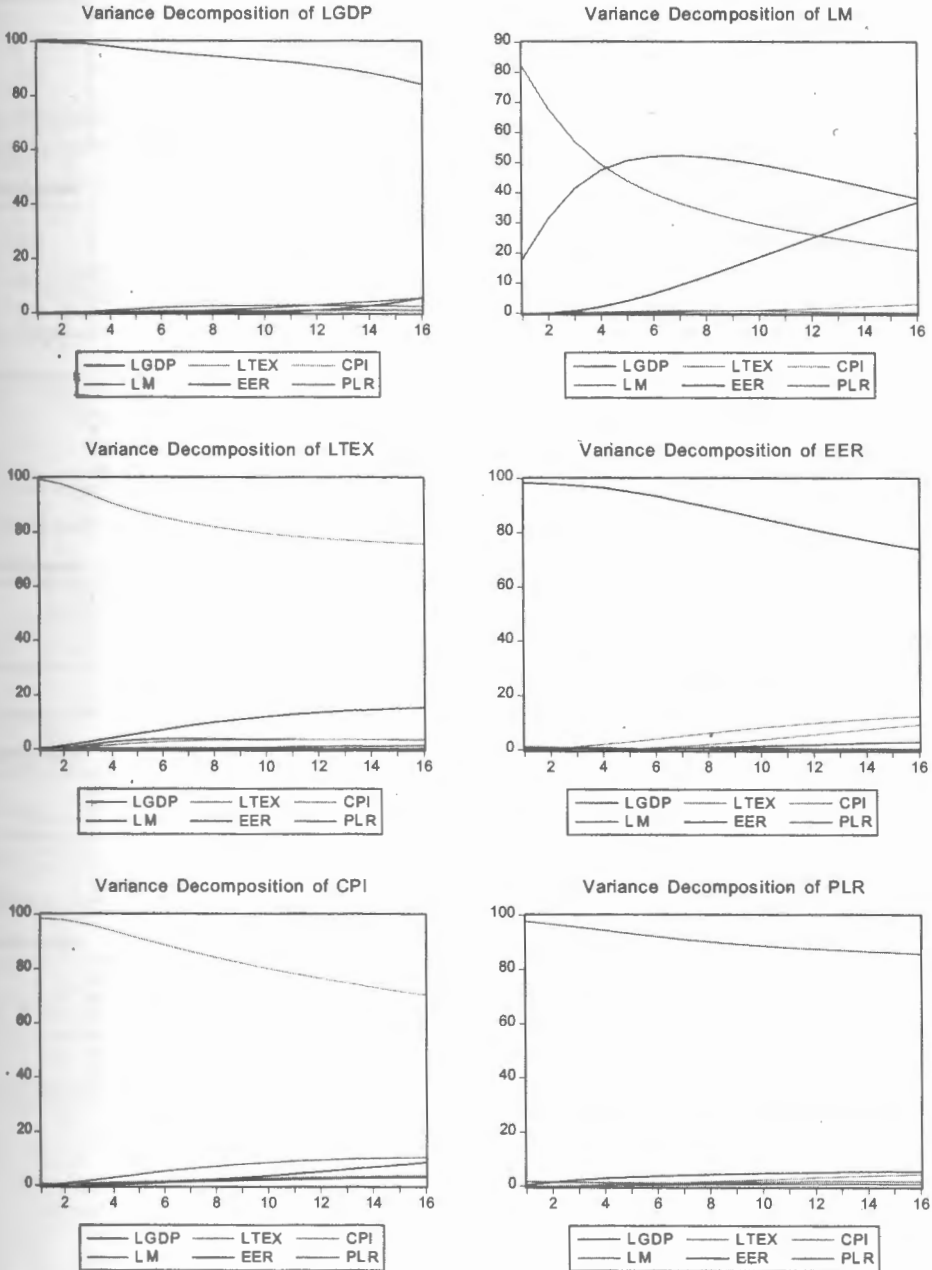 Variance Decomposition of LGDP
100
80
60
40
20
0
2 4 6 8 10 12 14 16
LGDP LTEX CPI
LM EER PLR
Variance Decomposition of LM
90
80
70
60
50
40
30
20
10
0
2 4 6 8 10 12 14 16
LGDP LTEX CPI
LM EER PLR
Variance Decomposition of LTEX
100
80
60
40
20
0
2 4 6 8 10 12 14 16
LGDP LTEX CPI
LM EER PLR
Variance Decomposition of EER
100
80
60
40
20
0
2 4 6 8 10 12 14 16
LGDP LTEX CPI
LM EER PLR
Variance Decomposition of CPI
100
80
60
40
20
0
2 4 6 8 10 12 14 16
LGDP LTEX CPI
LM EER PLR
Variance Decomposition of PLR
100
80
60
40
20
0
2 4 6 8 10 12 14 16
LGDP LTEX CPI
LM EER PLR